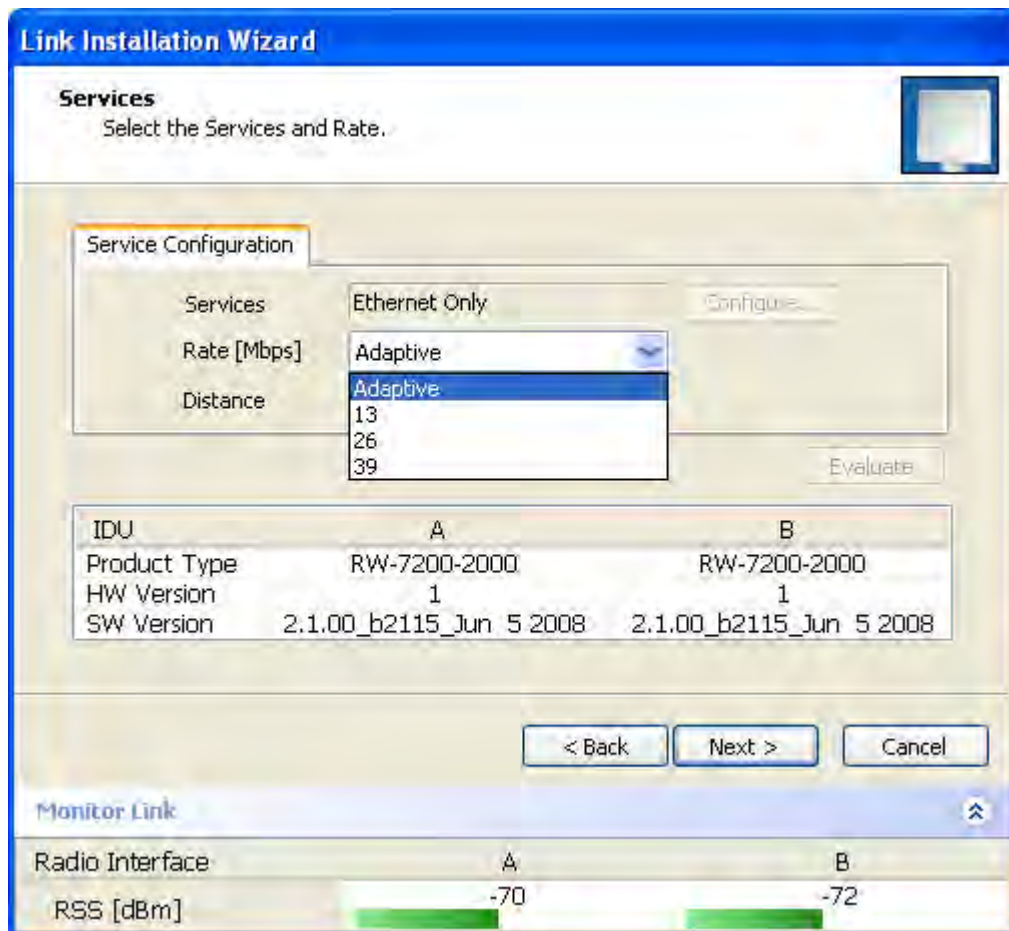 Link Installation Wizard
Services
Select the Services and Rate.
Service Configuration
Services Ethernet Only Configure...
Rate [Mbps] Adaptive
Adaptive
Distance
13
26
39
Evaluate
IDU A B
Product Type RW-7200-2000 RW-7200-2000
HW Version 1 1
SW Version 2.1.00_b2115_Jun 5 2008 2.1.00_b2115_Jun 5 2008
< Back Next > Cancel
Monitor Link
Radio Interface A B
RSS [dBm] -70 -72